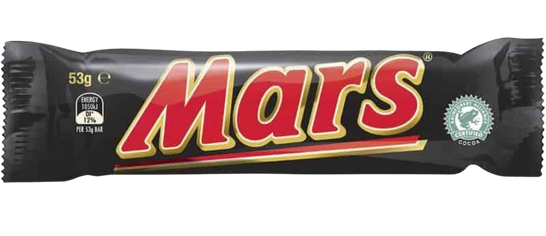 53g ℮
Mars®
ENERGY
1050kJ
DI*
12%
PER 53g BAR
CERTIFIED
COCOA